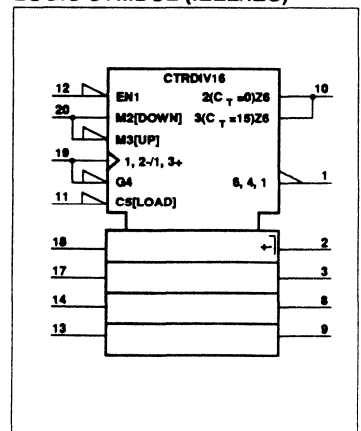 LOGIC SYMBOL (IEEE/IEC)
CTRDIV16
12 EN1 2(CT=0)Z6 10
20 M2[DOWN] 3(CT=15)Z6
M3[UP]
19 1, 2-/1, 3+
G4 6, 4, 1 1
11 C5[LOAD]
18 + 2
17 3
14 8
13 9